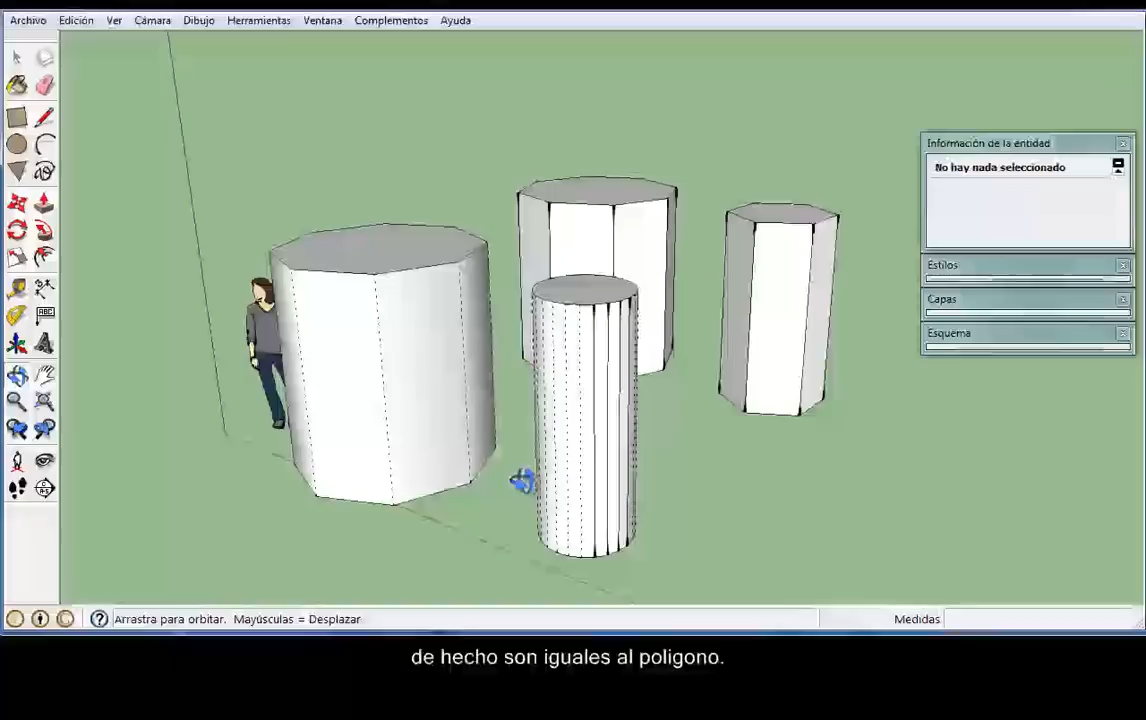 Archivo Edición Ver Cámara Dibujo Herramientas Ventana Complementos Ayuda
Información de la entidad
No hay nada seleccionado
Estilos
Capas
Esquema
ABC
Arrastra para orbitar. Mayúsculas = Desplazar Medidas
de hecho son iguales al poligono.